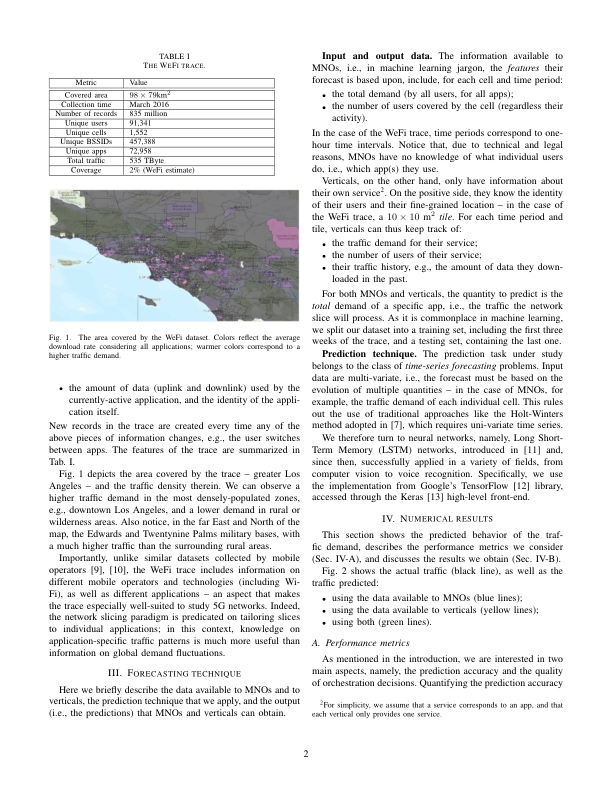 TABLE I
THE WEFI TRACE.
Metric Value
Covered area 98 × 79km²
Collection time March 2016
Number of records 835 million
Unique users 91,341
Unique cells 1,552
Unique BSSIDs 457,388
Unique apps 72,958
Total traffic 535 TByte
Coverage 2% (WeFi estimate)
Fig. 1. The area covered by the WeFi dataset. Colors reflect the average
download rate considering all applications; warmer colors correspond to a
higher traffic demand.
• the amount of data (uplink and downlink) used by the
currently-active application, and the identity of the appli-
cation itself.
New records in the trace are created every time any of the
above pieces of information changes, e.g., the user switches
between apps. The features of the trace are summarized in
Tab. I.
Fig. 1 depicts the area covered by the trace – greater Los
Angeles – and the traffic density therein. We can observe a
higher traffic demand in the most densely-populated zones,
e.g., downtown Los Angeles, and a lower demand in rural or
wilderness areas. Also notice, in the far East and North of the
map, the Edwards and Twentynine Palms military bases, with
a much higher traffic than the surrounding rural areas.
Importantly, unlike similar datasets collected by mobile
operators [9], [10], the WeFi trace includes information on
different mobile operators and technologies (including Wi-
Fi), as well as different applications – an aspect that makes
the trace especially well-suited to study 5G networks. Indeed,
the network slicing paradigm is predicated on tailoring slices
to individual applications; in this context, knowledge on
application-specific traffic patterns is much more useful than
information on global demand fluctuations.
III. FORECASTING TECHNIQUE
Here we briefly describe the data available to MNOs and to
verticals, the prediction technique that we apply, and the output
(i.e., the predictions) that MNOs and verticals can obtain.
Input and output data. The information available to
MNOs, i.e., in machine learning jargon, the features their
forecast is based upon, include, for each cell and time period:
• the total demand (by all users, for all apps);
• the number of users covered by the cell (regardless their
activity).
In the case of the WeFi trace, time periods correspond to one-
hour time intervals. Notice that, due to technical and legal
reasons, MNOs have no knowledge of what individual users
do, i.e., which app(s) they use.
Verticals, on the other hand, only have information about
their own service². On the positive side, they know the identity
of their users and their fine-grained location – in the case of
the WeFi trace, a 10 × 10 m² tile. For each time period and
tile, verticals can thus keep track of:
• the traffic demand for their service;
• the number of users of their service;
• their traffic history, e.g., the amount of data they down-
loaded in the past.
For both MNOs and verticals, the quantity to predict is the
total demand of a specific app, i.e., the traffic the network
slice will process. As it is commonplace in machine learning,
we split our dataset into a training set, including the first three
weeks of the trace, and a testing set, containing the last one.
Prediction technique. The prediction task under study
belongs to the class of time-series forecasting problems. Input
data are multi-variate, i.e., the forecast must be based on the
evolution of multiple quantities – in the case of MNOs, for
example, the traffic demand of each individual cell. This rules
out the use of traditional approaches like the Holt-Winters
method adopted in [7], which requires uni-variate time series.
We therefore turn to neural networks, namely, Long Short-
Term Memory (LSTM) networks, introduced in [11] and,
since then, successfully applied in a variety of fields, from
computer vision to voice recognition. Specifically, we use
the implementation from Google's TensorFlow [12] library,
accessed through the Keras [13] high-level front-end.
IV. NUMERICAL RESULTS
This section shows the predicted behavior of the traf-
fic demand, describes the performance metrics we consider
(Sec. IV-A), and discusses the results we obtain (Sec. IV-B).
Fig. 2 shows the actual traffic (black line), as well as the
traffic predicted:
• using the data available to MNOs (blue lines);
• using the data available to verticals (yellow lines);
• using both (green lines).
A. Performance metrics
As mentioned in the introduction, we are interested in two
main aspects, namely, the prediction accuracy and the quality
of orchestration decisions. Quantifying the prediction accuracy
²For simplicity, we assume that a service corresponds to an app, and that
each vertical only provides one service.
2